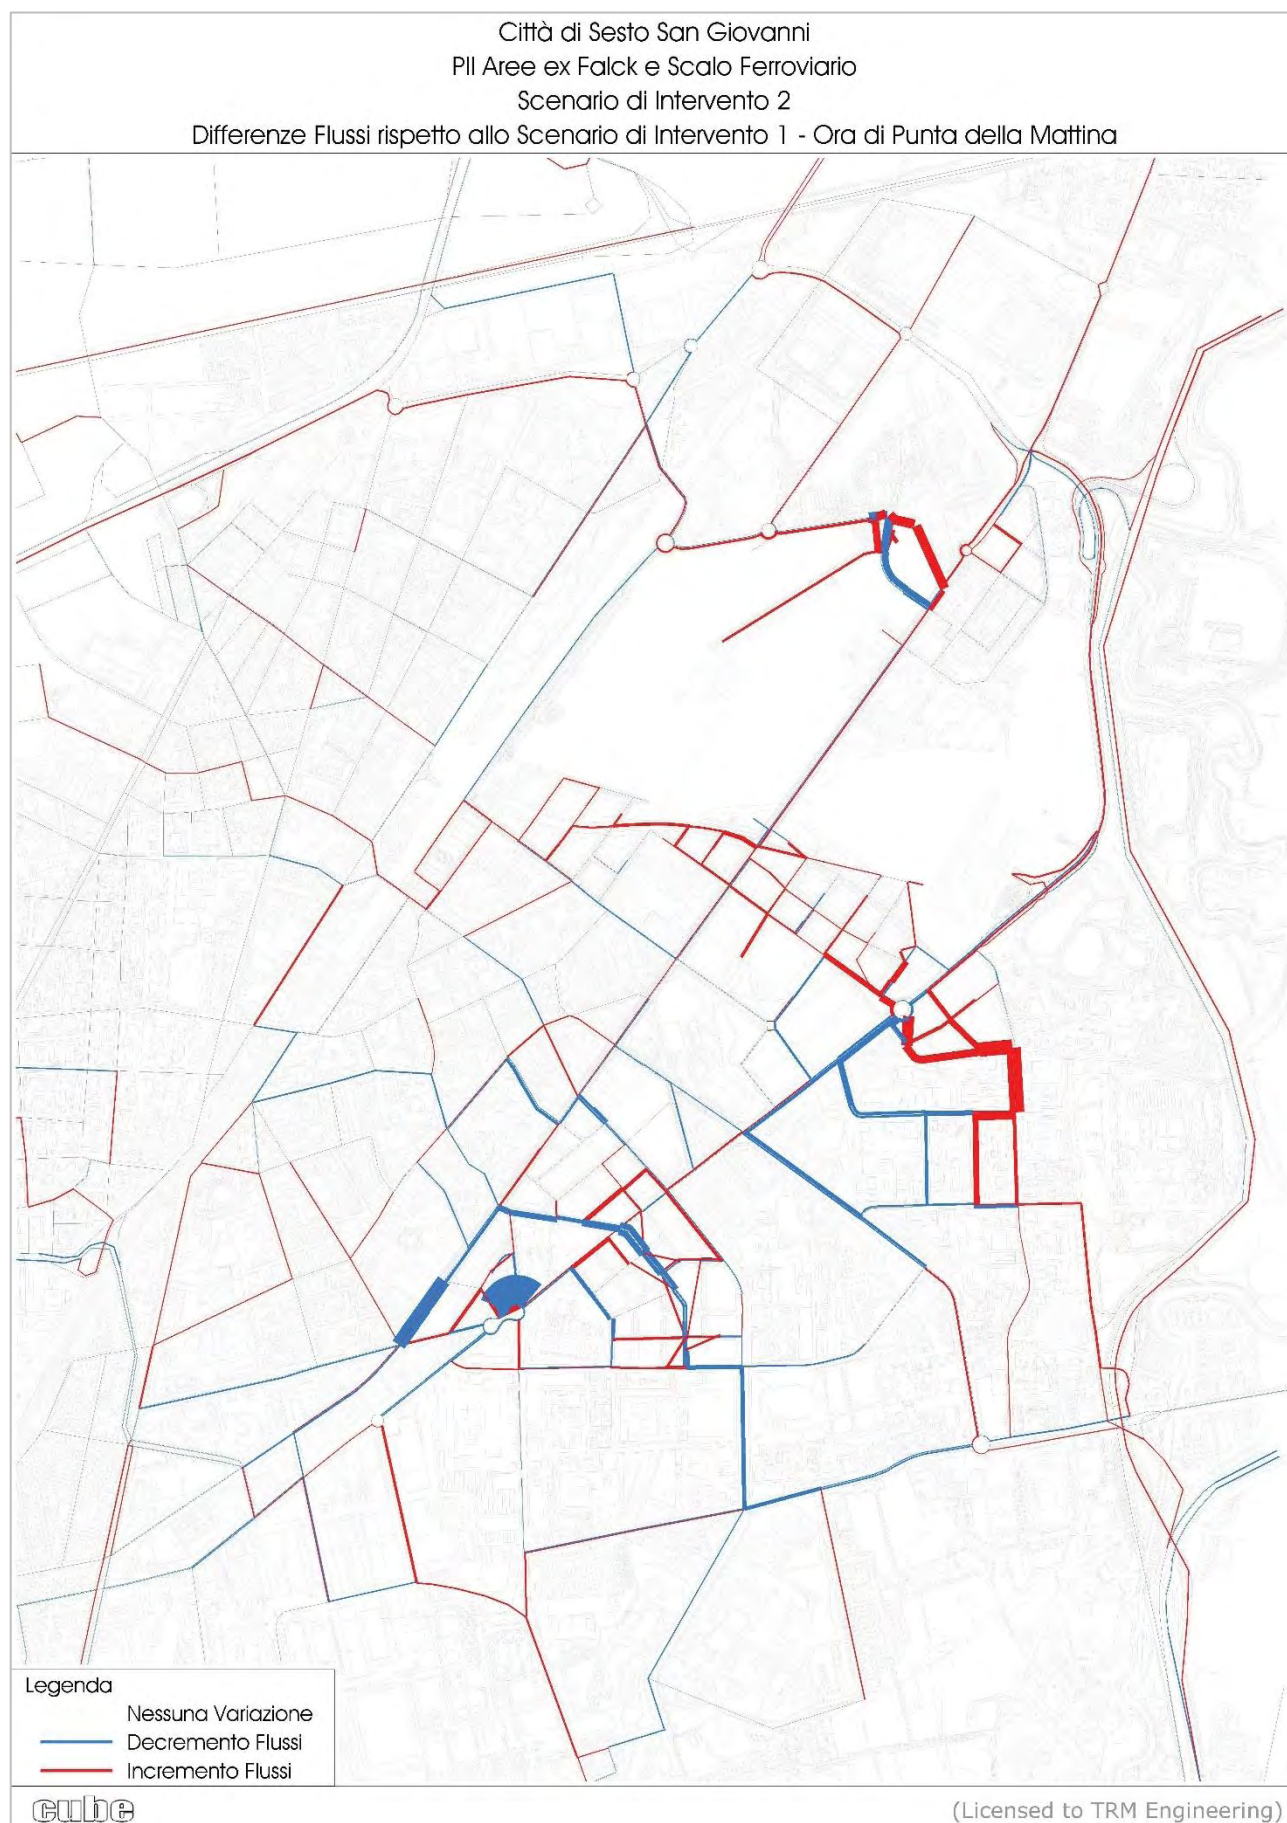 Città di Sesto San Giovanni
PII Aree ex Falck e Scalo Ferroviario
Scenario di Intervento 2
Differenze Flussi rispetto allo Scenario di Intervento 1 - Ora di Punta della Mattina
Legenda
Nessuna Variazione
Decremento Flussi
Incremento Flussi
cube
(Licensed to TRM Engineering)